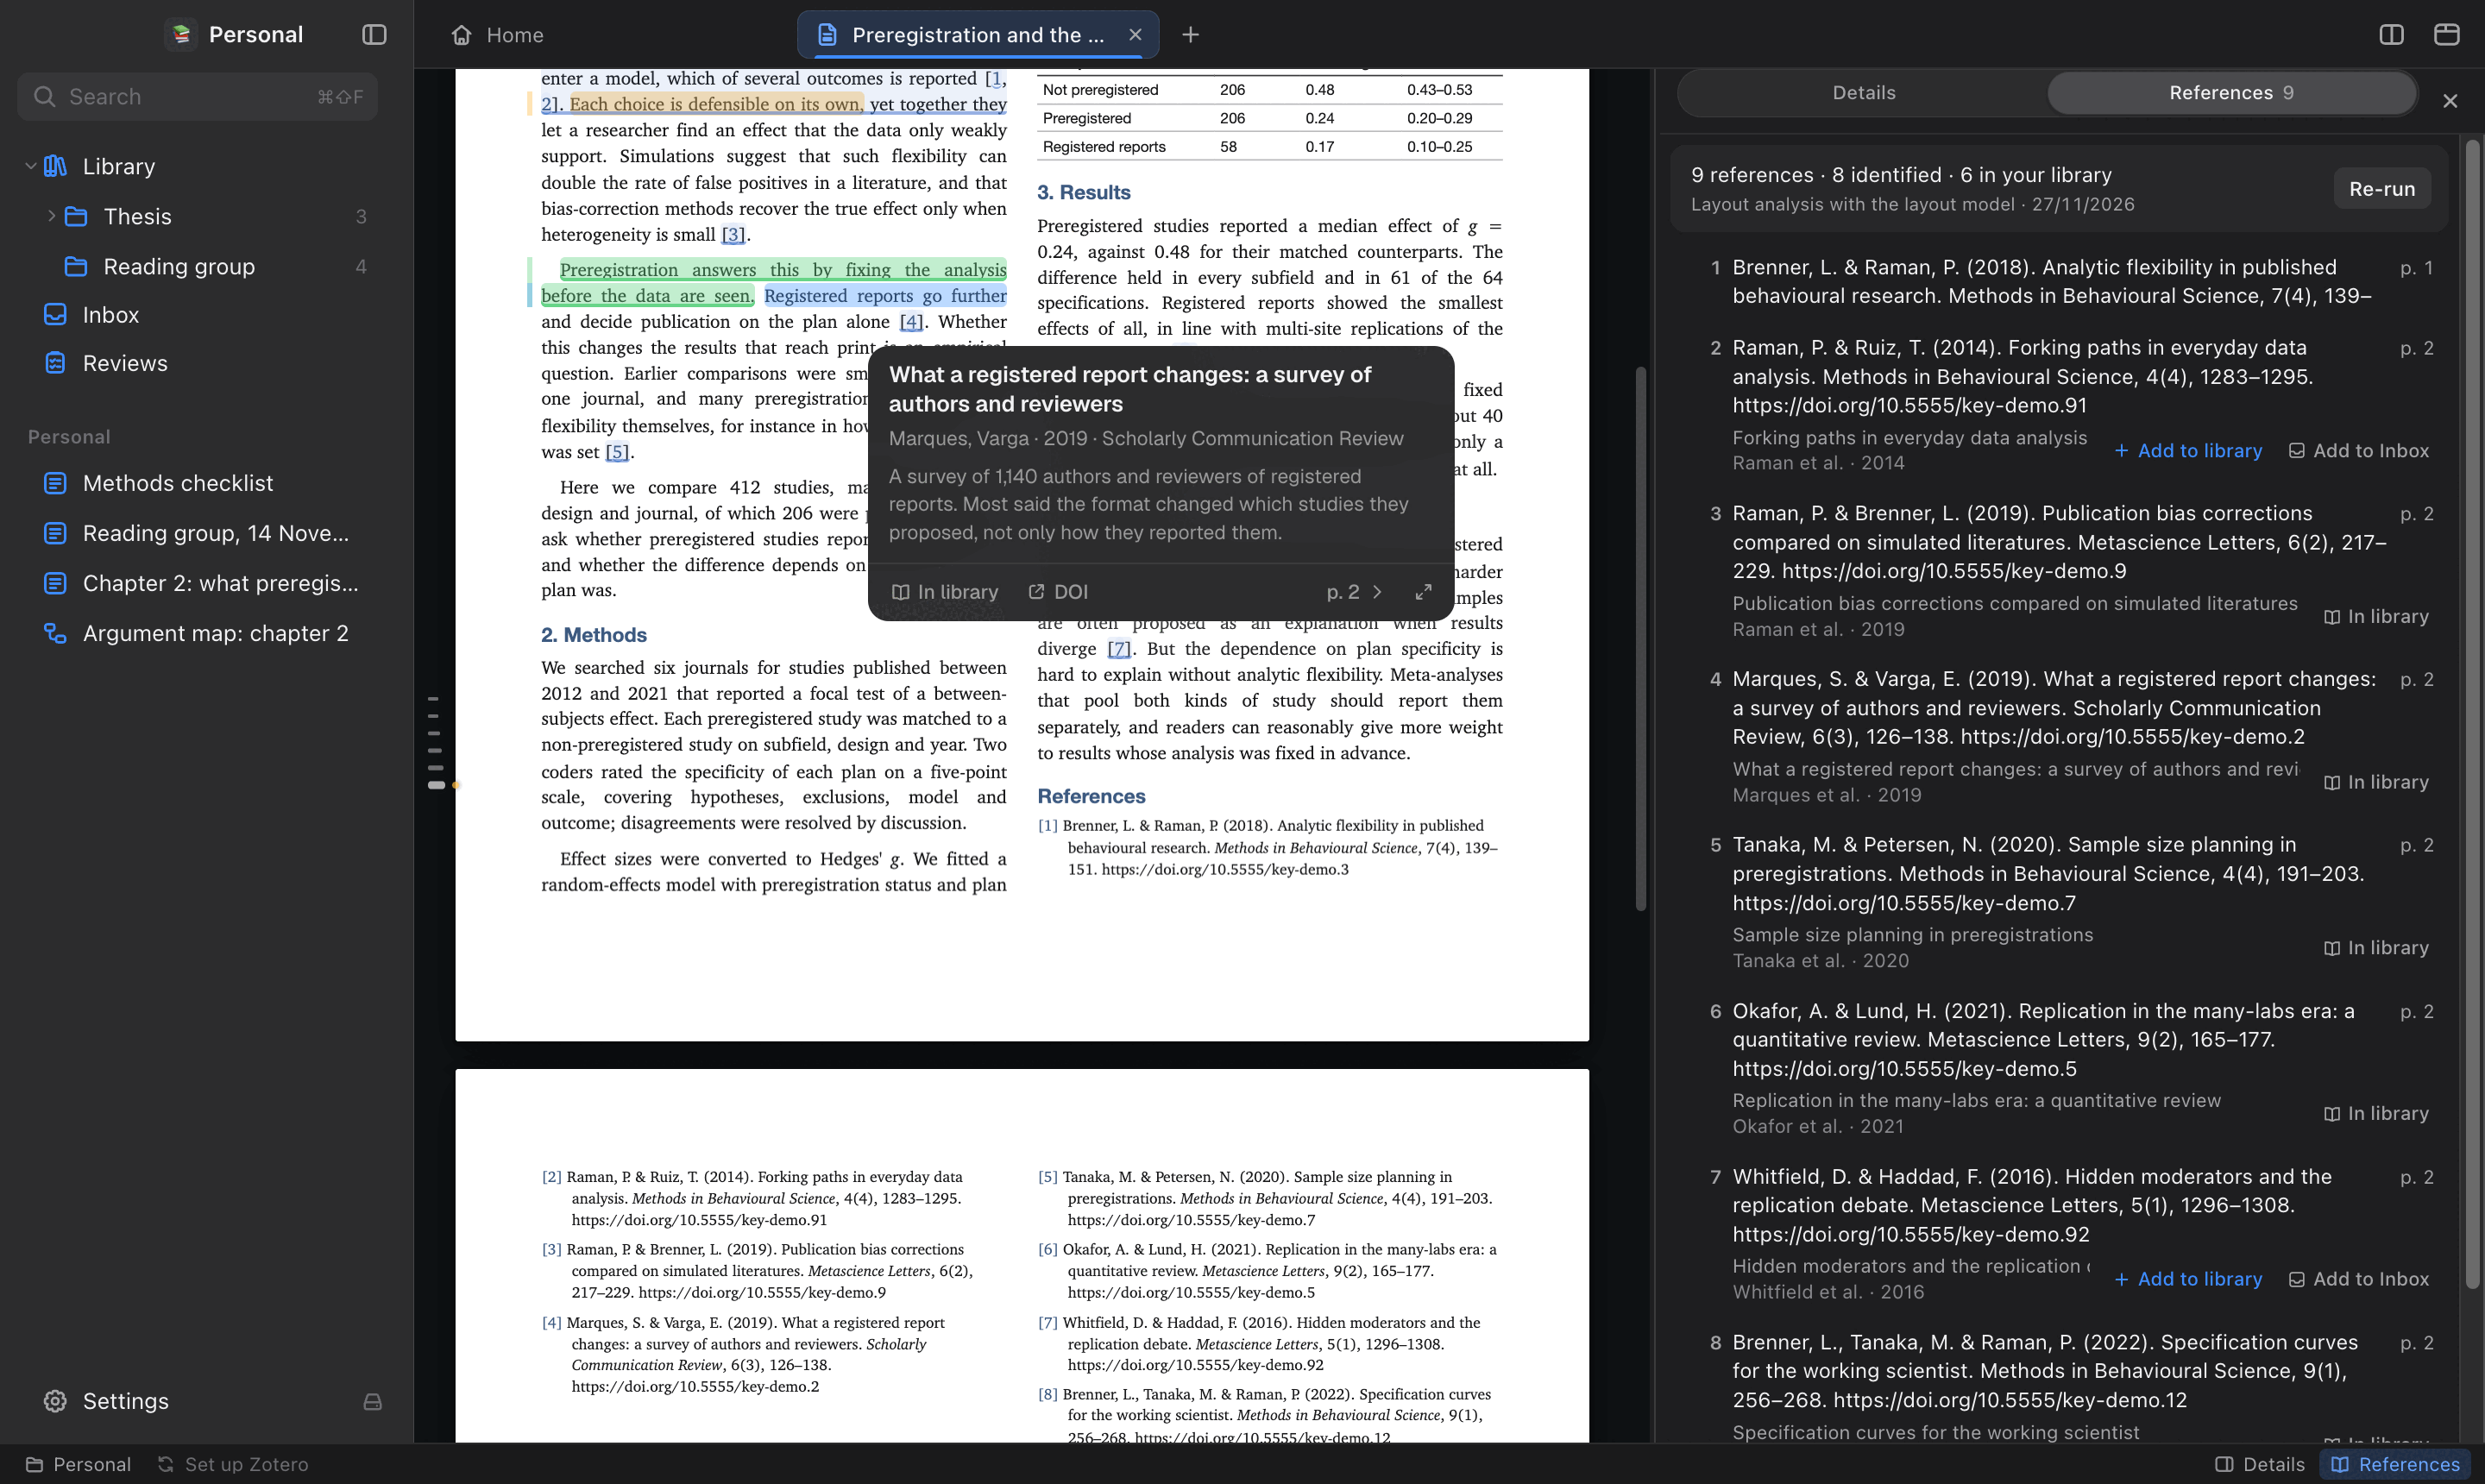 Personal
Search ⌘⇧F
Library
Thesis 3
Reading group 4
Inbox
Reviews
Personal
Methods checklist
Reading group, 14 Nove...
Chapter 2: what preregis...
Argument map: chapter 2
Settings
Home
Preregistration and the ...
enter a model, which of several outcomes is reported [1,
2]. Each choice is defensible on its own, yet together they
let a researcher find an effect that the data only weakly
support. Simulations suggest that such flexibility can
double the rate of false positives in a literature, and that
bias-correction methods recover the true effect only when
heterogeneity is small [3].
Preregistration answers this by fixing the analysis
before the data are seen. Registered reports go further
and decide publication on the plan alone [4]. Whether
this changes the results that reach print is an empirical
question. Earlier comparisons were
one journal, and many
flexibility themselves, for instance in
was set [5].
Here we compare 412 studies,
design and journal, of which 206 were
ask whether preregistered studies
and whether the difference depends on
plan was.
2. Methods
We searched six journals for studies published between
2012 and 2021 that reported a focal test of a between-
subjects effect. Each preregistered study was matched to a
non-preregistered study on subfield, design and year. Two
coders rated the specificity of each plan on a five-point
scale, covering hypotheses, exclusions, model and
outcome; disagreements were resolved by discussion.
Effect sizes were converted to Hedges' g. We fitted a
random-effects model with preregistration status and plan
Not preregistered 206 0.48 0.43–0.53
Preregistered 206 0.24 0.20–0.29
Registered reports 58 0.17 0.10–0.25
3. Results
Preregistered studies reported a median effect of g =
0.24, against 0.48 for their matched counterparts. The
difference held in every subfield and in 61 of the 64
specifications. Registered reports showed the smallest
effects of all, in line with multi-site replications of the
fixed
40
only a
at all.
What a registered report changes: a survey of
authors and reviewers
Marques, Varga · 2019 · Scholarly Communication Review
A survey of 1,140 authors and reviewers of registered
reports. Most said the format changed which studies they
proposed, not only how they reported them.
In library DOI p. 2
are often proposed as an explanation when results
diverge [7]. But the dependence on plan specificity is
hard to explain without analytic flexibility. Meta-analyses
that pool both kinds of study should report them
separately, and readers can reasonably give more weight
to results whose analysis was fixed in advance.
References
[1] Brenner, L. & Raman, P. (2018). Analytic flexibility in published
behavioural research. Methods in Behavioural Science, 7(4), 139–
151. https://doi.org/10.5555/key-demo.3
[2] Raman, P. & Ruiz, T. (2014). Forking paths in everyday data
analysis. Methods in Behavioural Science, 4(4), 1283–1295.
https://doi.org/10.5555/key-demo.91
[3] Raman, P. & Brenner, L. (2019). Publication bias corrections
compared on simulated literatures. Metascience Letters, 6(2),
217–229. https://doi.org/10.5555/key-demo.9
[4] Marques, S. & Varga, E. (2019). What a registered report
changes: a survey of authors and reviewers. Scholarly
Communication Review, 6(3), 126–138.
https://doi.org/10.5555/key-demo.2
[5] Tanaka, M. & Petersen, N. (2020). Sample size planning in
preregistrations. Methods in Behavioural Science, 4(4), 191–203.
https://doi.org/10.5555/key-demo.7
[6] Okafor, A. & Lund, H. (2021). Replication in the many-labs era: a
quantitative review. Metascience Letters, 9(2), 165–177.
https://doi.org/10.5555/key-demo.5
[7] Whitfield, D. & Haddad, F. (2016). Hidden moderators and the
replication debate. Metascience Letters, 5(1), 1296–1308.
https://doi.org/10.5555/key-demo.92
[8] Brenner, L., Tanaka, M. & Raman, P. (2022). Specification curves
for the working scientist. Methods in Behavioural Science, 9(1),
256–268. https://doi.org/10.5555/key-demo.12
Details References 9
9 references · 8 identified · 6 in your library
Layout analysis with the layout model · 27/11/2026
Re-run
1 Brenner, L. & Raman, P. (2018). Analytic flexibility in published p. 1
behavioural research. Methods in Behavioural Science, 7(4), 139–
2 Raman, P. & Ruiz, T. (2014). Forking paths in everyday data p. 2
analysis. Methods in Behavioural Science, 4(4), 1283–1295.
https://doi.org/10.5555/key-demo.91
Forking paths in everyday data analysis
Raman et al. · 2014
Add to library Add to Inbox
3 Raman, P. & Brenner, L. (2019). Publication bias corrections p. 2
compared on simulated literatures. Metascience Letters, 6(2), 217–
229. https://doi.org/10.5555/key-demo.9
Publication bias corrections compared on simulated literatures
Raman et al. · 2019
In library
4 Marques, S. & Varga, E. (2019). What a registered report changes: p. 2
a survey of authors and reviewers. Scholarly Communication
Review, 6(3), 126–138. https://doi.org/10.5555/key-demo.2
What a registered report changes: a survey of authors and revi
Marques et al. · 2019
In library
5 Tanaka, M. & Petersen, N. (2020). Sample size planning in p. 2
preregistrations. Methods in Behavioural Science, 4(4), 191–203.
https://doi.org/10.5555/key-demo.7
Sample size planning in preregistrations
Tanaka et al. · 2020
In library
6 Okafor, A. & Lund, H. (2021). Replication in the many-labs era: a p. 2
quantitative review. Metascience Letters, 9(2), 165–177.
https://doi.org/10.5555/key-demo.5
Replication in the many-labs era: a quantitative review
Okafor et al. · 2021
In library
7 Whitfield, D. & Haddad, F. (2016). Hidden moderators and the p. 2
replication debate. Metascience Letters, 5(1), 1296–1308.
https://doi.org/10.5555/key-demo.92
Hidden moderators and the replication
Whitfield et al. · 2016
Add to library Add to Inbox
8 Brenner, L., Tanaka, M. & Raman, P. (2022). Specification curves p. 2
for the working scientist. Methods in Behavioural Science, 9(1),
256–268. https://doi.org/10.5555/key-demo.12
Specification curves for the working scientist
In library
Personal Set up Zotero
Details References